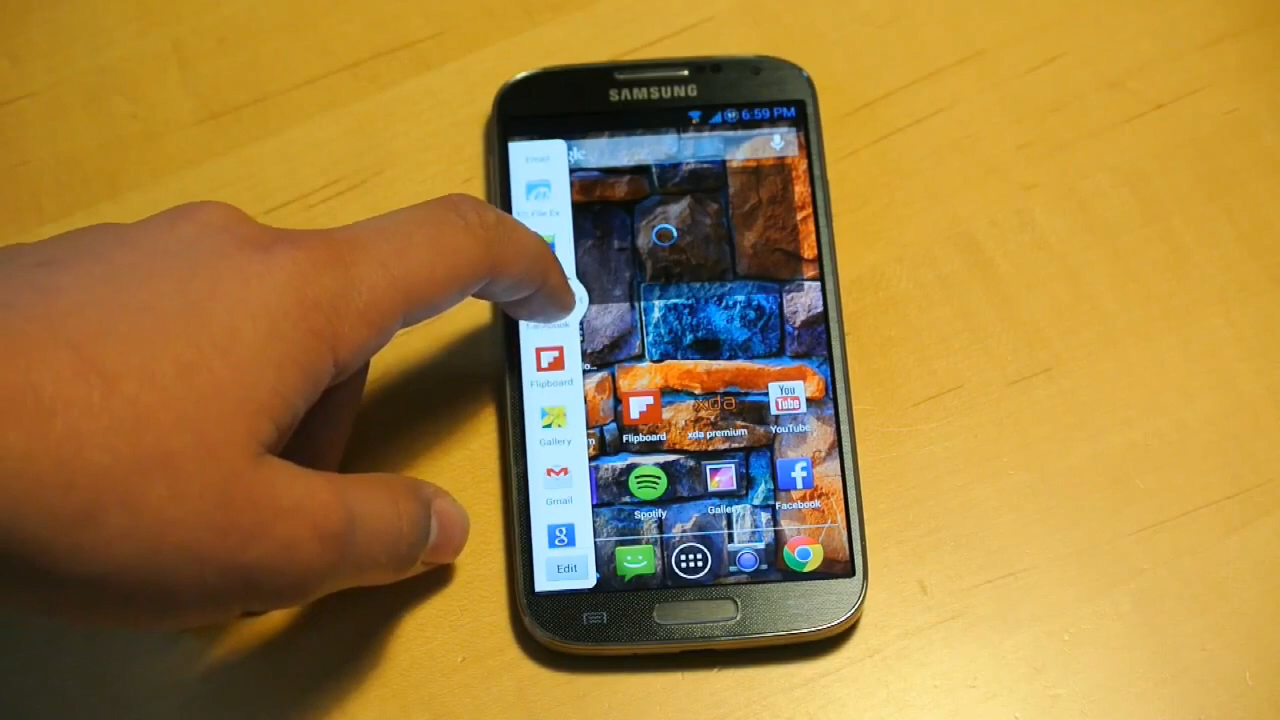 SAMSUNG
6:59 PM
Email
ES File Ex
Facebook
Flipboard
Gallery
Gmail
g
Edit
Flipboard
xda
xda premium
You
Tube
YouTube
Spotify
Facebook